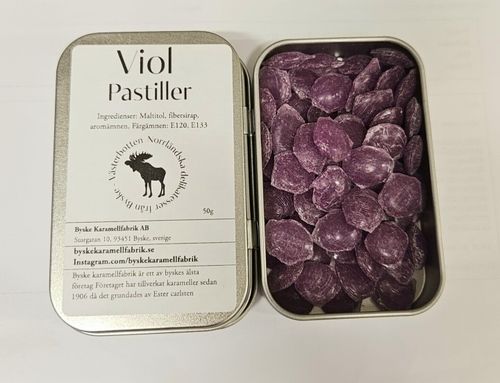 Viol
Pastiller
Ingredienser: Maltitol, fibersirap,
aromämnen, Färgämnen: E120, E133
Västerbotten Norrländska delikatesser från Byske
50g
Byske Karamellfabrik AB
Storgatan 10, 93451 Byske, sverige
byskekaramellfabrik.se
Instagram.com/byskekaramellfabrik
Byske karamellfabrik är ett av byskes älsta
företag Företaget har tillverkat karameller sedan
1906 då det grundades av Ester carlsten